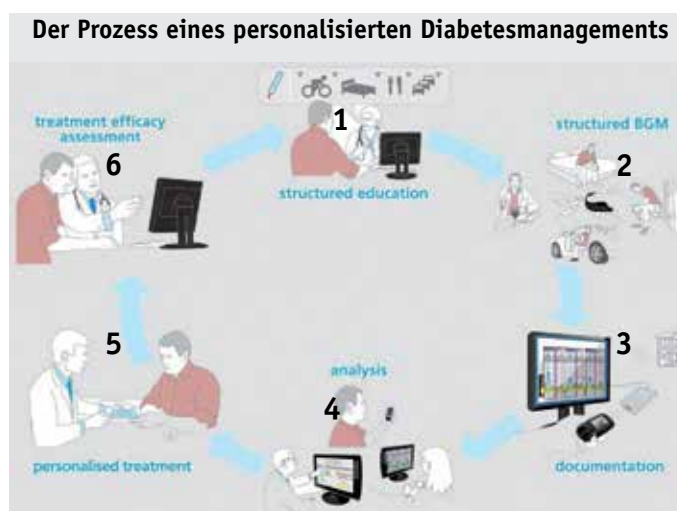 Der Prozess eines personalisierten Diabetesmanagements
1
structured education
structured BGM
2
3
documentation
analysis
4
5
personalised treatment
treatment efficacy
assessment
6